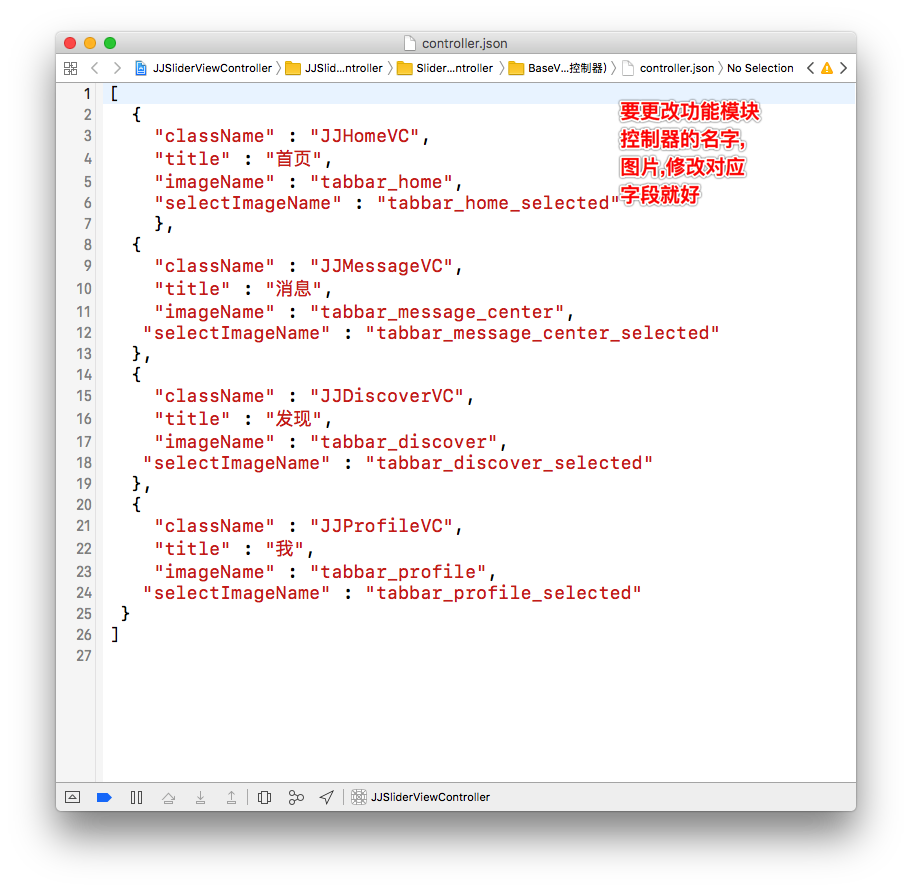 controller.json
JJSliderViewController JJSlid...ntroller Slider...ntroller BaseV...控制器) controller.json No Selection
1 [
2 {
3 "className" : "JJHomeVC",
4 "title" : "首页",
5 "imageName" : "tabbar_home",
6 "selectImageName" : "tabbar_home_selected"
7 },
8 {
9 "className" : "JJMessageVC",
10 "title" : "消息",
11 "imageName" : "tabbar_message_center",
12 "selectImageName" : "tabbar_message_center_selected"
13 },
14 {
15 "className" : "JJDiscoverVC",
16 "title" : "发现",
17 "imageName" : "tabbar_discover",
18 "selectImageName" : "tabbar_discover_selected"
19 },
20 {
21 "className" : "JJProfileVC",
22 "title" : "我",
23 "imageName" : "tabbar_profile",
24 "selectImageName" : "tabbar_profile_selected"
25 }
26 ]
27
要更改功能模块
控制器的名字,
图片,修改对应
字段就好
JJSliderViewController